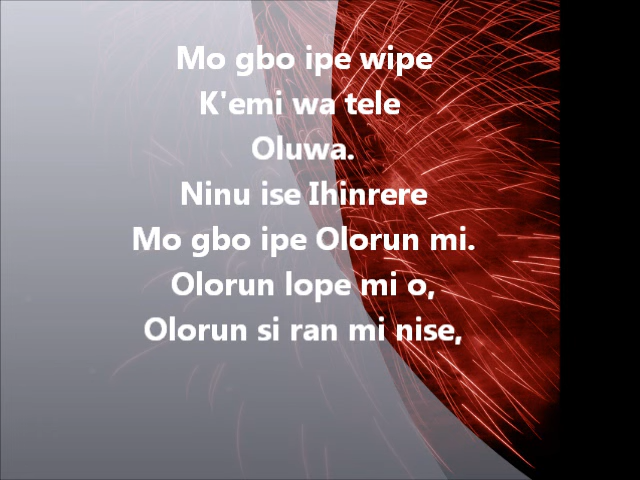 Mo gbo ipe wipe
K'emi wa tele
Oluwa.
Ninu ise Ihinrere
Mo gbo ipe Olorun mi.
Olorun lope mi o,
Olorun si ran mi nise,